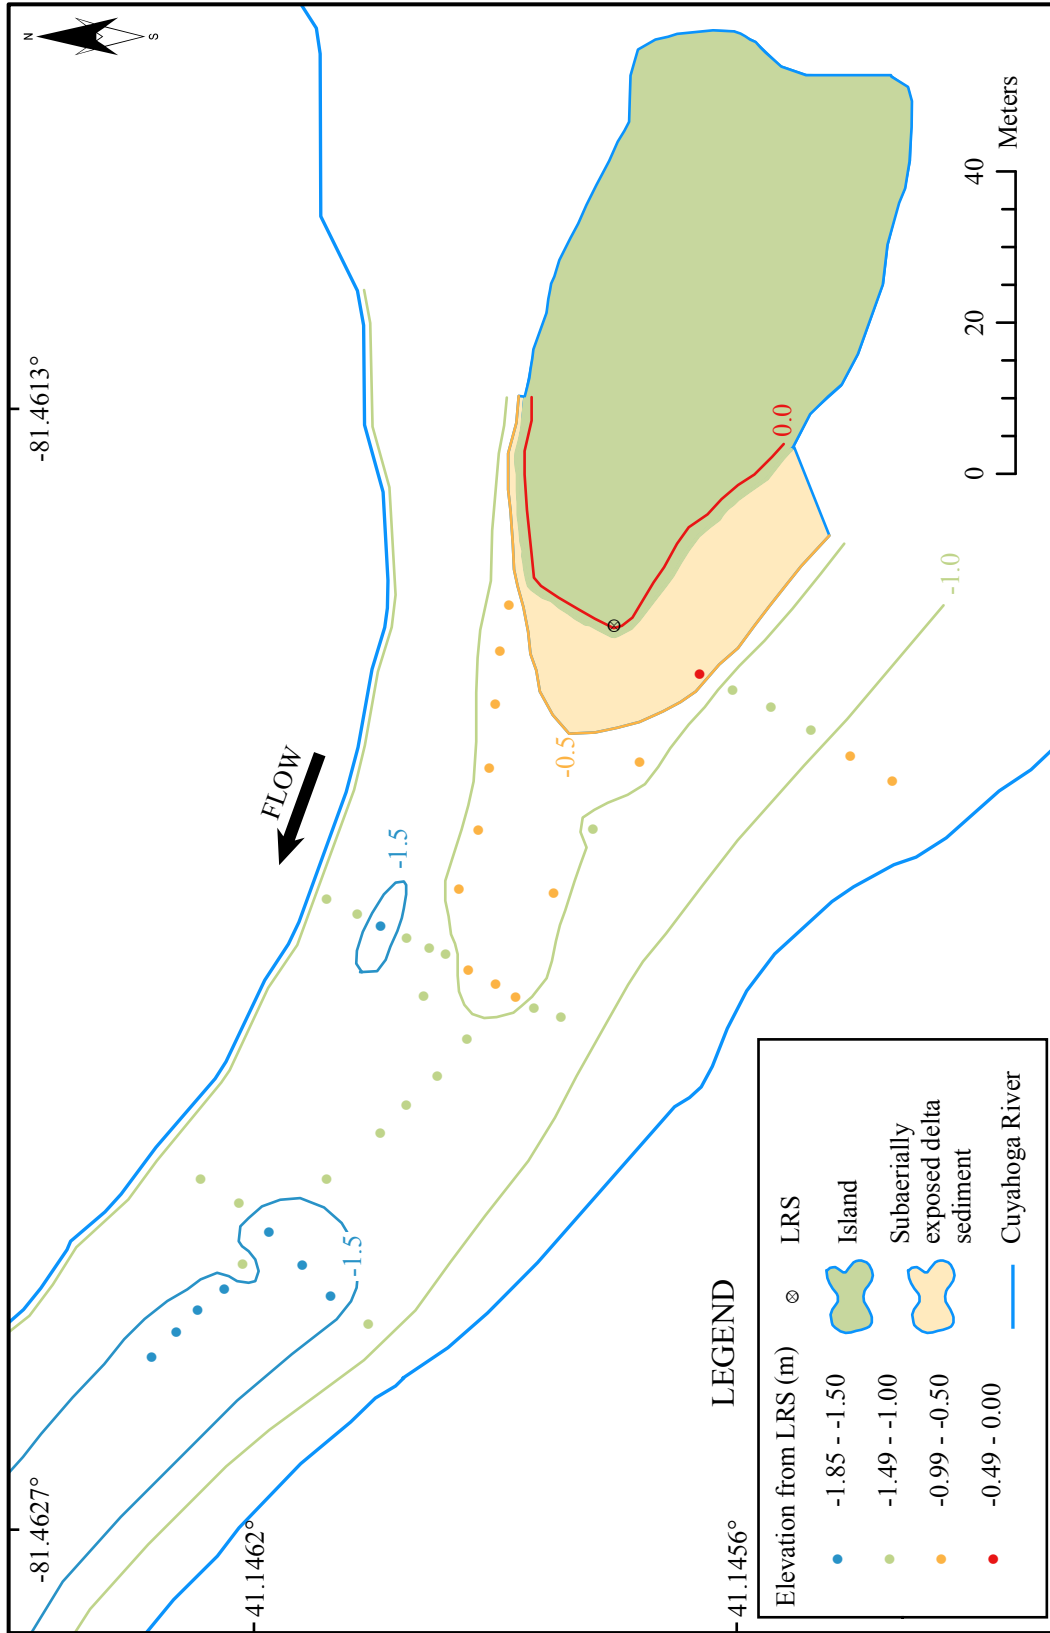 N
S
-81.4627°
-81.4613°
41.1462°
41.1456°
FLOW
-1.5
-1.5
-0.5
0.0
-1.0
0
20
40
Meters
LEGEND
Elevation from LRS (m)
-1.85 - -1.50
-1.49 - -1.00
-0.99 - -0.50
-0.49 - 0.00
LRS
Island
Subaerially
exposed delta
sediment
Cuyahoga River